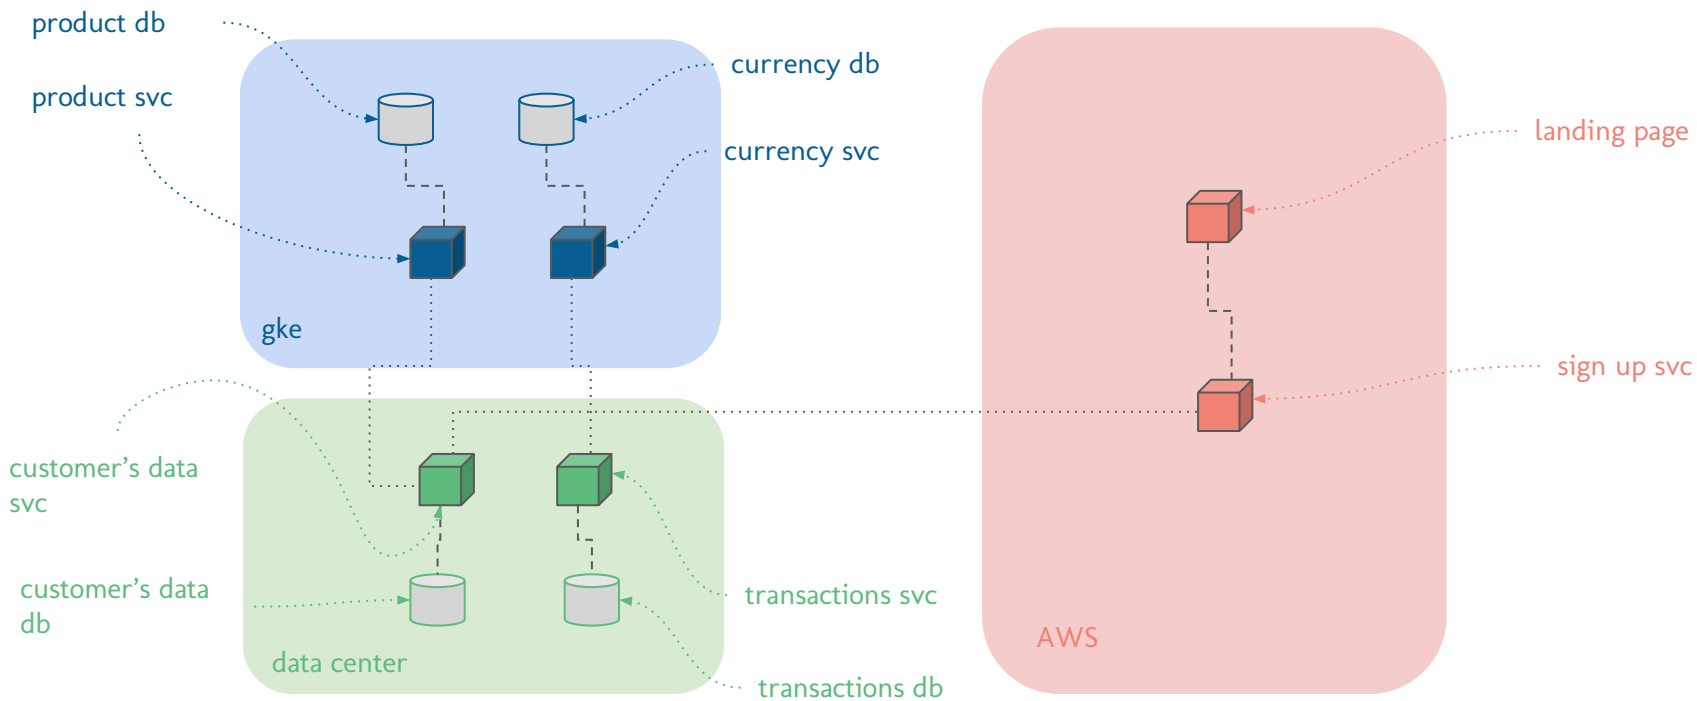 product db
product svc
currency db
currency svc
gke
landing page
sign up svc
AWS
customer's data
svc
customer's data
db
data center
transactions svc
transactions db